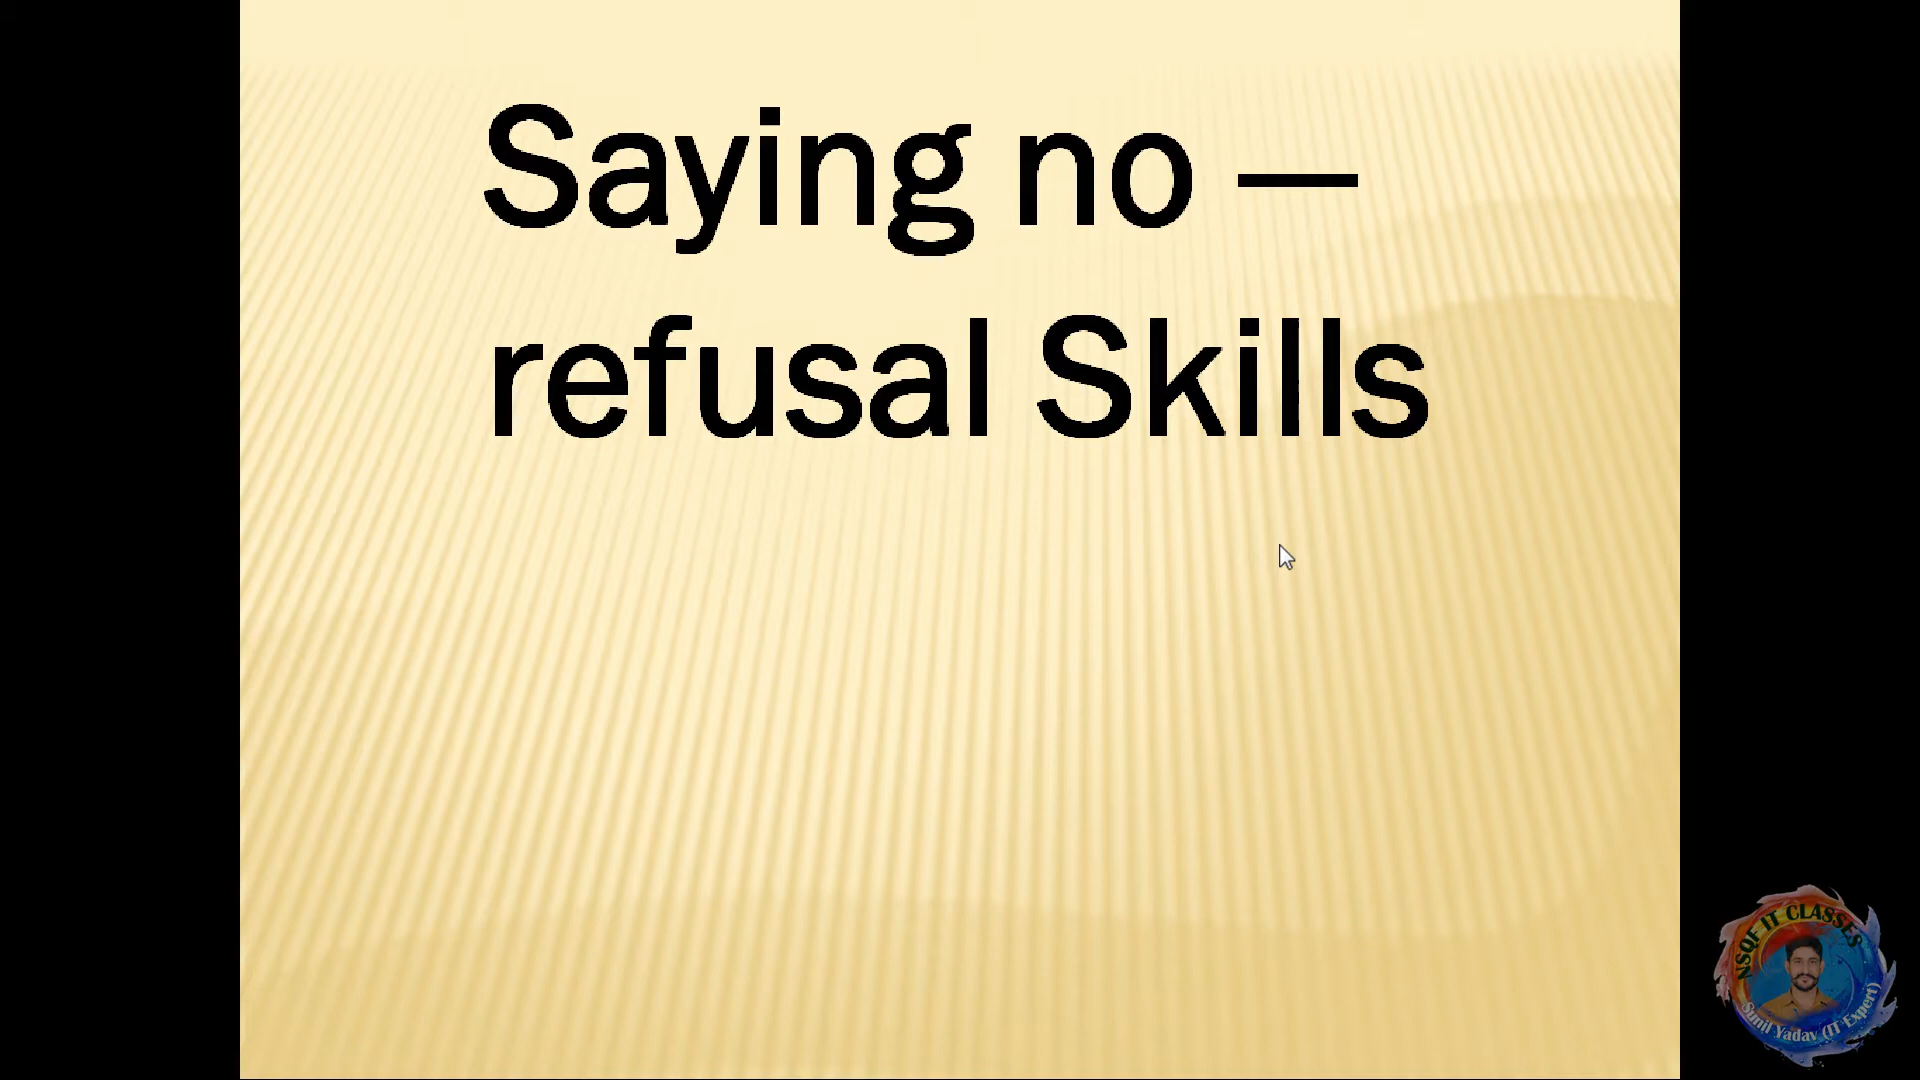 Saying no —
refusal Skills
NSQF IT CLASSES
Sunil Yadav (IT Expert)